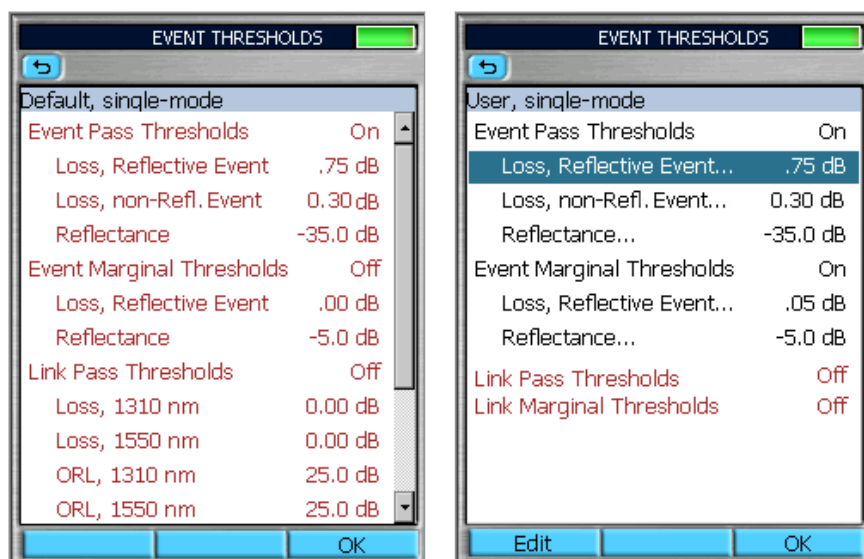 EVENT THRESHOLDS
Default, single-mode
Event Pass Thresholds On
Loss, Reflective Event .75 dB
Loss, non-Refl. Event 0.30 dB
Reflectance -35.0 dB
Event Marginal Thresholds Off
Loss, Reflective Event .00 dB
Reflectance -5.0 dB
Link Pass Thresholds Off
Loss, 1310 nm 0.00 dB
Loss, 1550 nm 0.00 dB
ORL, 1310 nm 25.0 dB
ORL, 1550 nm 25.0 dB
OK
EVENT THRESHOLDS
User, single-mode
Event Pass Thresholds On
Loss, Reflective Event... .75 dB
Loss, non-Refl. Event... 0.30 dB
Reflectance... -35.0 dB
Event Marginal Thresholds On
Loss, Reflective Event... .05 dB
Reflectance... -5.0 dB
Link Pass Thresholds Off
Link Marginal Thresholds Off
Edit OK